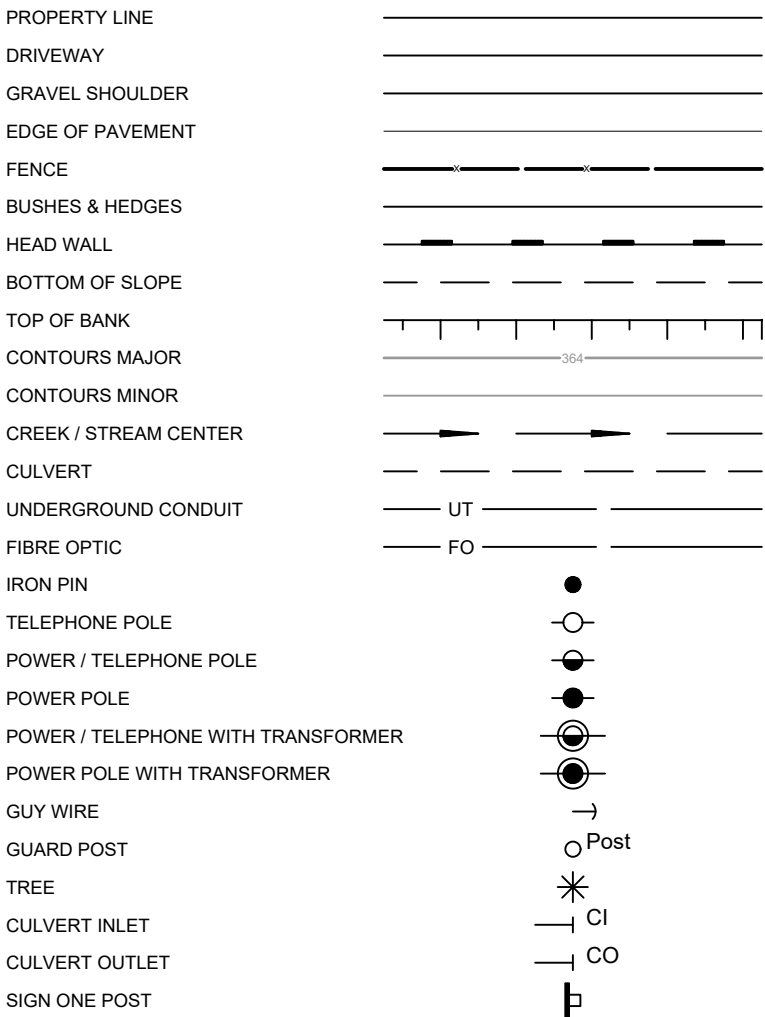 PROPERTY LINE
DRIVEWAY
GRAVEL SHOULDER
EDGE OF PAVEMENT
FENCE x x
BUSHES & HEDGES
HEAD WALL
BOTTOM OF SLOPE
TOP OF BANK
CONTOURS MAJOR 364
CONTOURS MINOR
CREEK / STREAM CENTER
CULVERT
UNDERGROUND CONDUIT UT
FIBRE OPTIC FO
IRON PIN
TELEPHONE POLE
POWER / TELEPHONE POLE
POWER POLE
POWER / TELEPHONE WITH TRANSFORMER
POWER POLE WITH TRANSFORMER
GUY WIRE
GUARD POST Post
TREE
CULVERT INLET CI
CULVERT OUTLET CO
SIGN ONE POST